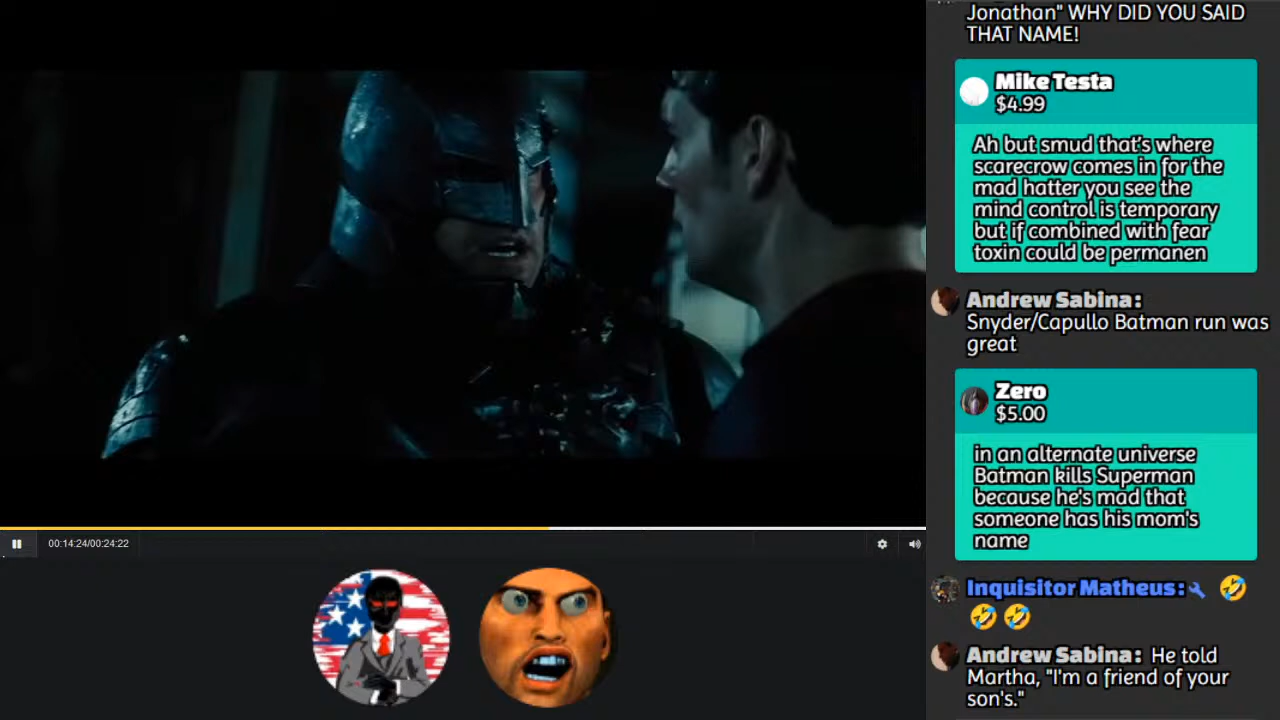 Jonathan" WHY DID YOU SAID
THAT NAME!
Mike Testa
$4.99
Ah but smud that's where
scarecrow comes in for the
mad hatter you see the
mind control is temporary
but if combined with fear
toxin could be permanen
Andrew Sabina:
Snyder/Capullo Batman run was
great
Zero
$5.00
in an alternate universe
Batman kills Superman
because he's mad that
someone has his mom's
name
Inquisitor Matheus: 🤣
🤣 🤣
Andrew Sabina: He told
Martha, "I'm a friend of your
son's."
00:14:24/00:24:22